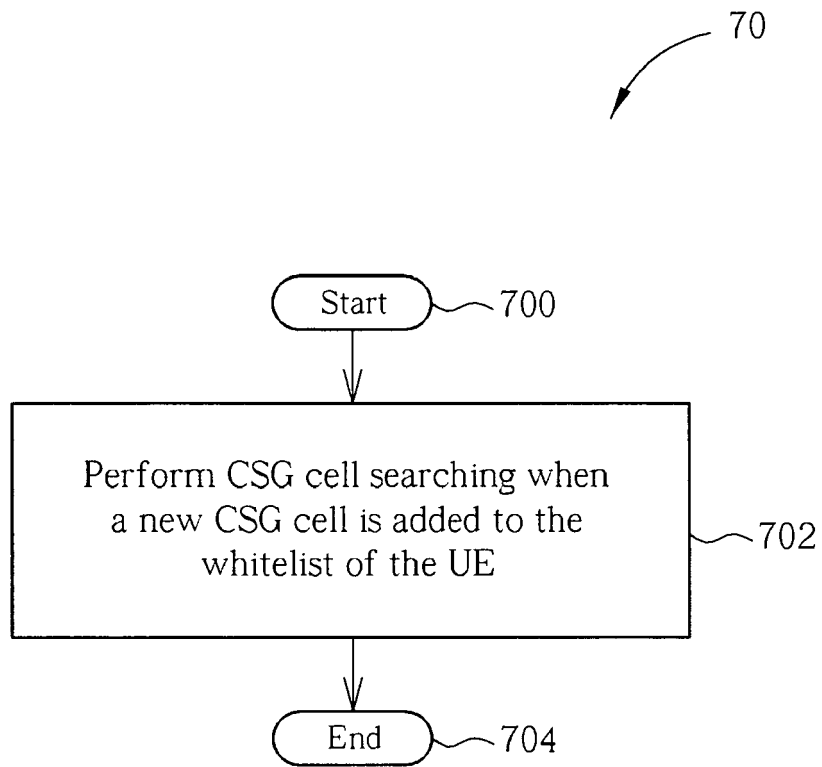 70
Start
700
Perform CSG cell searching when
a new CSG cell is added to the
whitelist of the UE
702
End
704